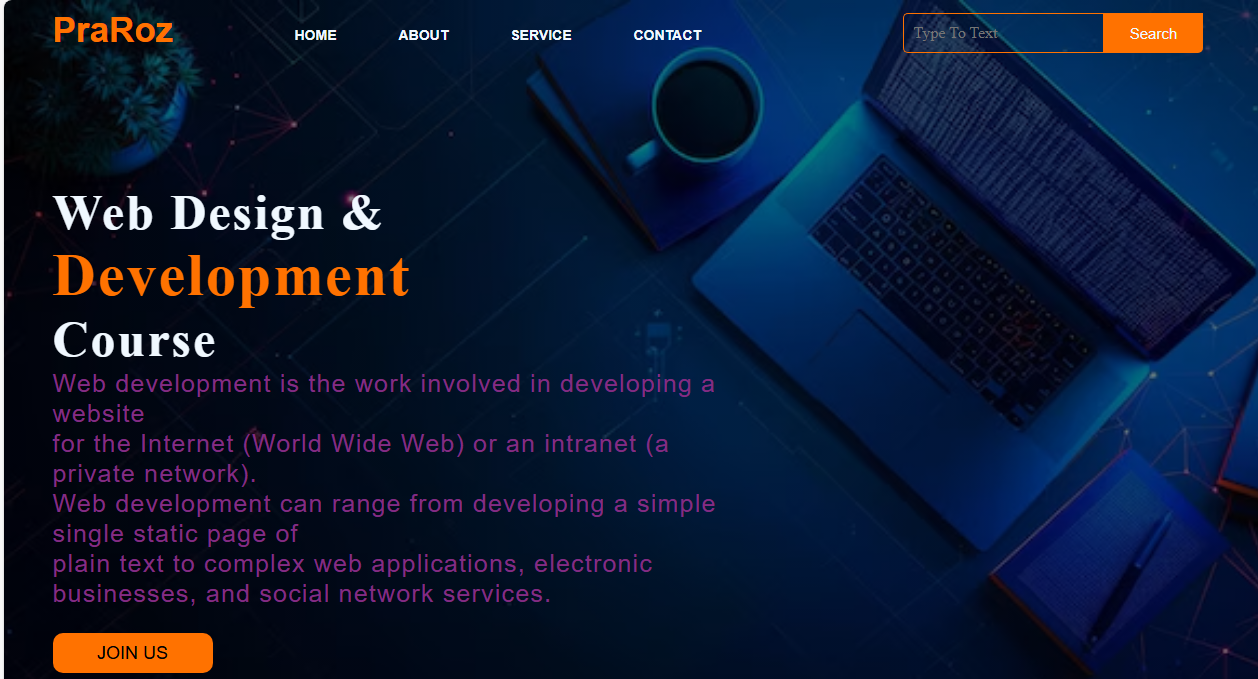 PraRoz
HOME
ABOUT
SERVICE
CONTACT
Type To Text
Search
Web Design &
Development
Course
Web development is the work involved in developing a
website
for the Internet (World Wide Web) or an intranet (a
private network).
Web development can range from developing a simple
single static page of
plain text to complex web applications, electronic
businesses, and social network services.
JOIN US